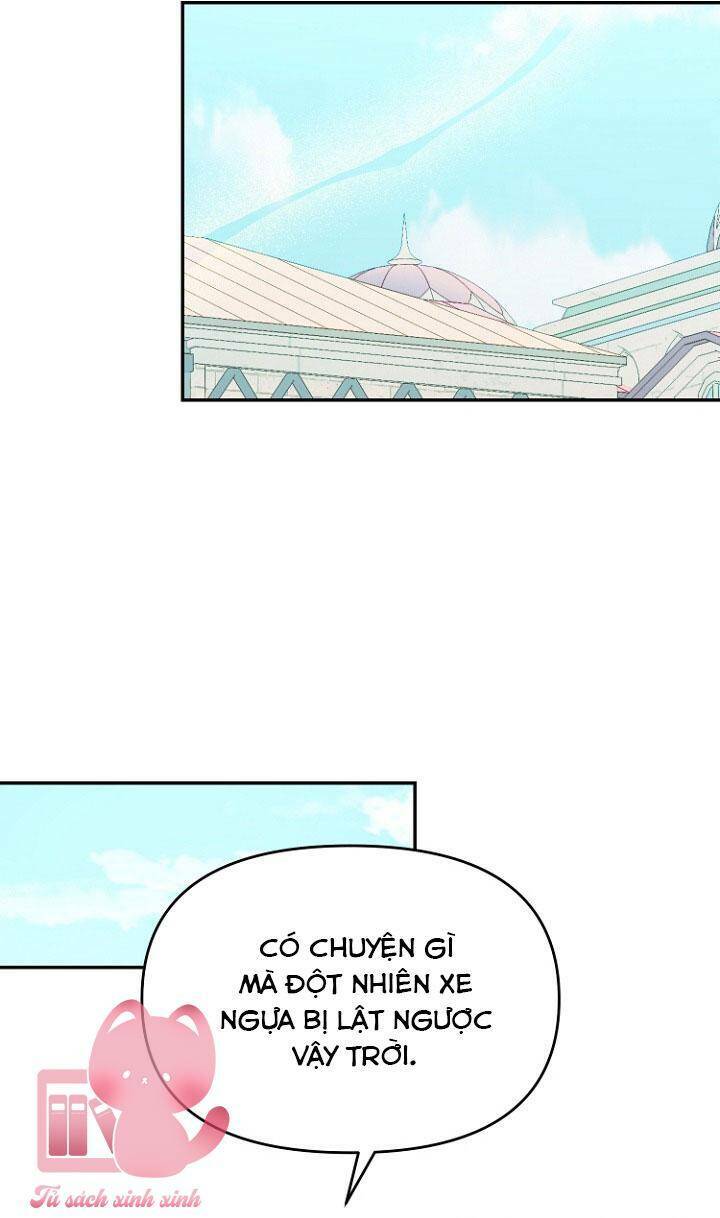 CÓ CHUYỆN GÌ
MÀ ĐỘT NHIÊN XE
NGỰA BỊ LẬT NGƯỢC
VẬY TRỜI.
Tủ sách xinh xinh